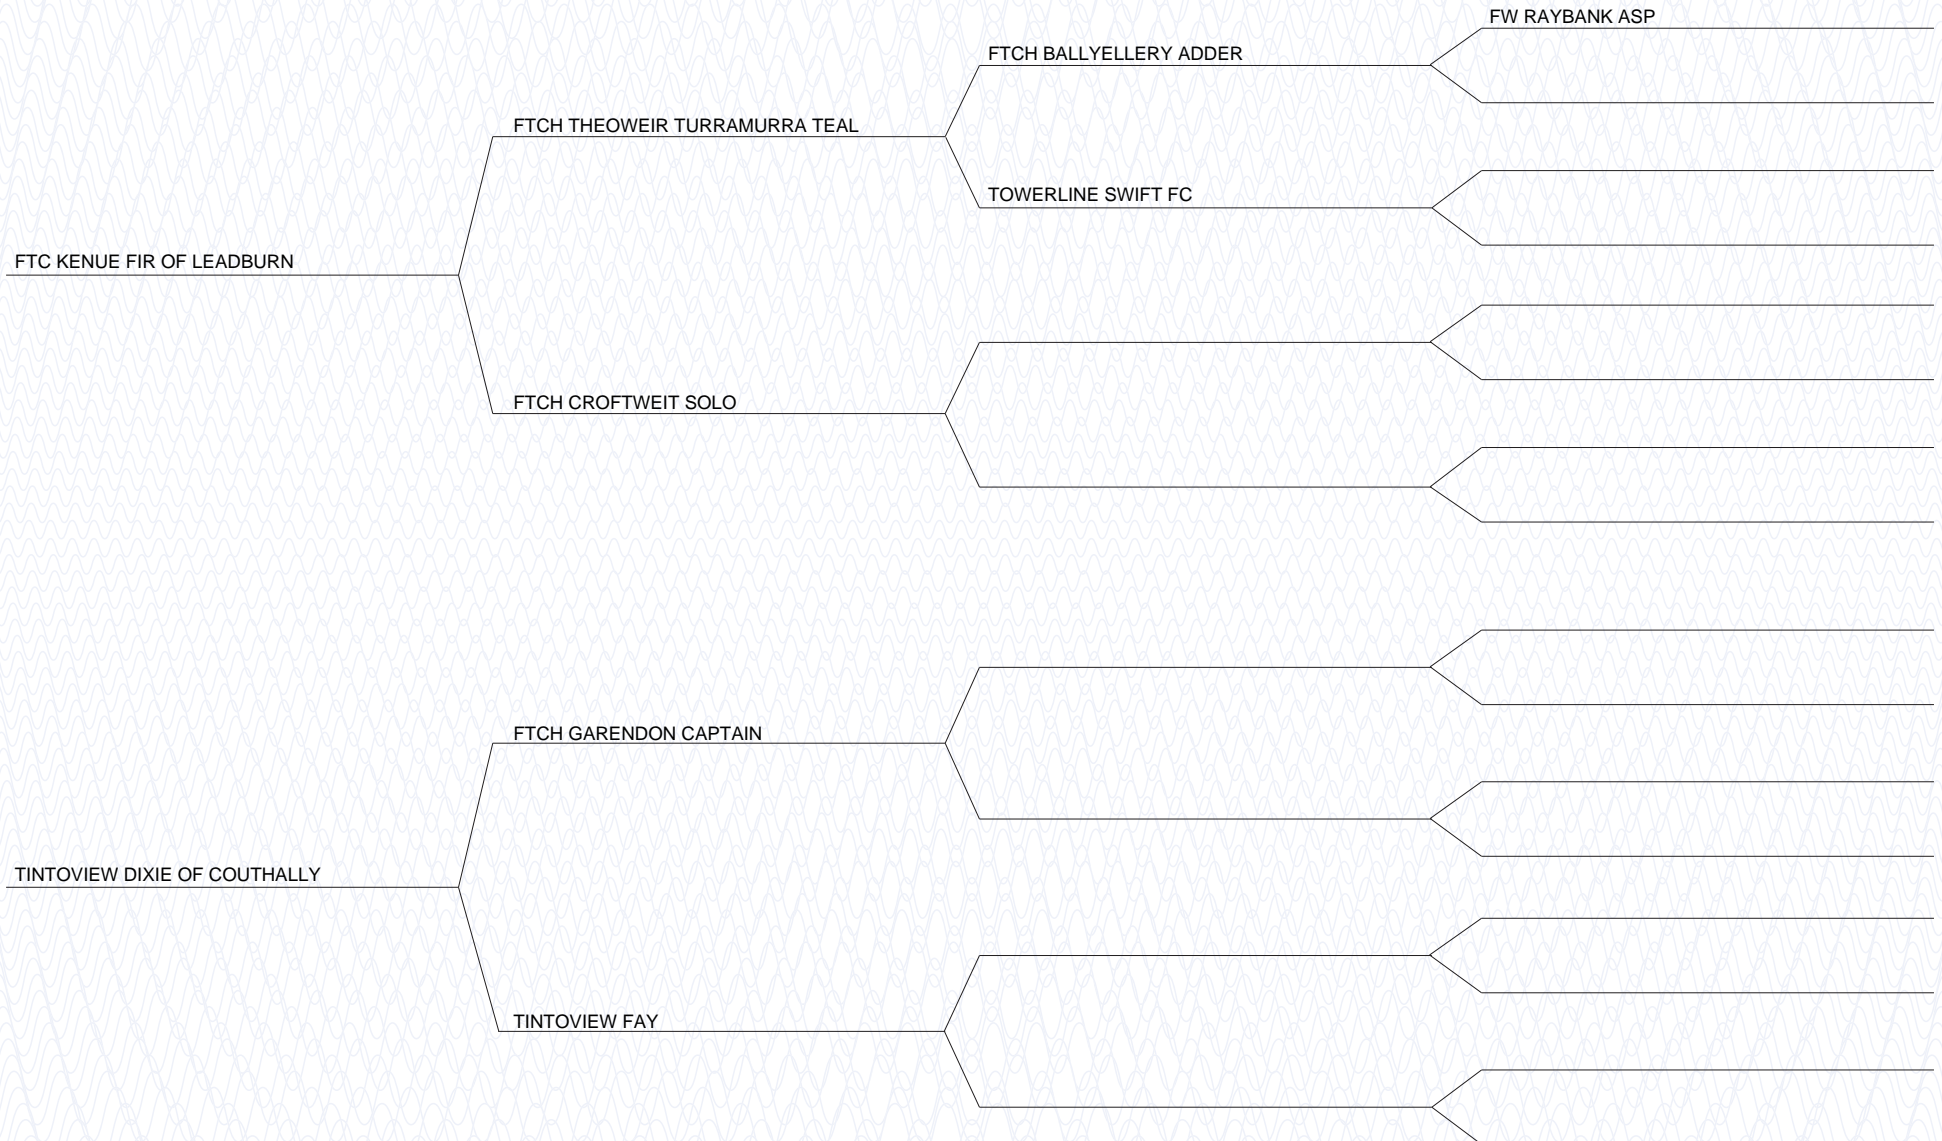 FW RAYBANK ASP
FTCH BALLYELLERY ADDER
FTCH THEOWEIR TURRAMURRA TEAL
TOWERLINE SWIFT FC
FTC KENUE FIR OF LEADBURN
FTCH CROFTWEIT SOLO
FTCH GARENDON CAPTAIN
TINTOVIEW DIXIE OF COUTHALLY
TINTOVIEW FAY